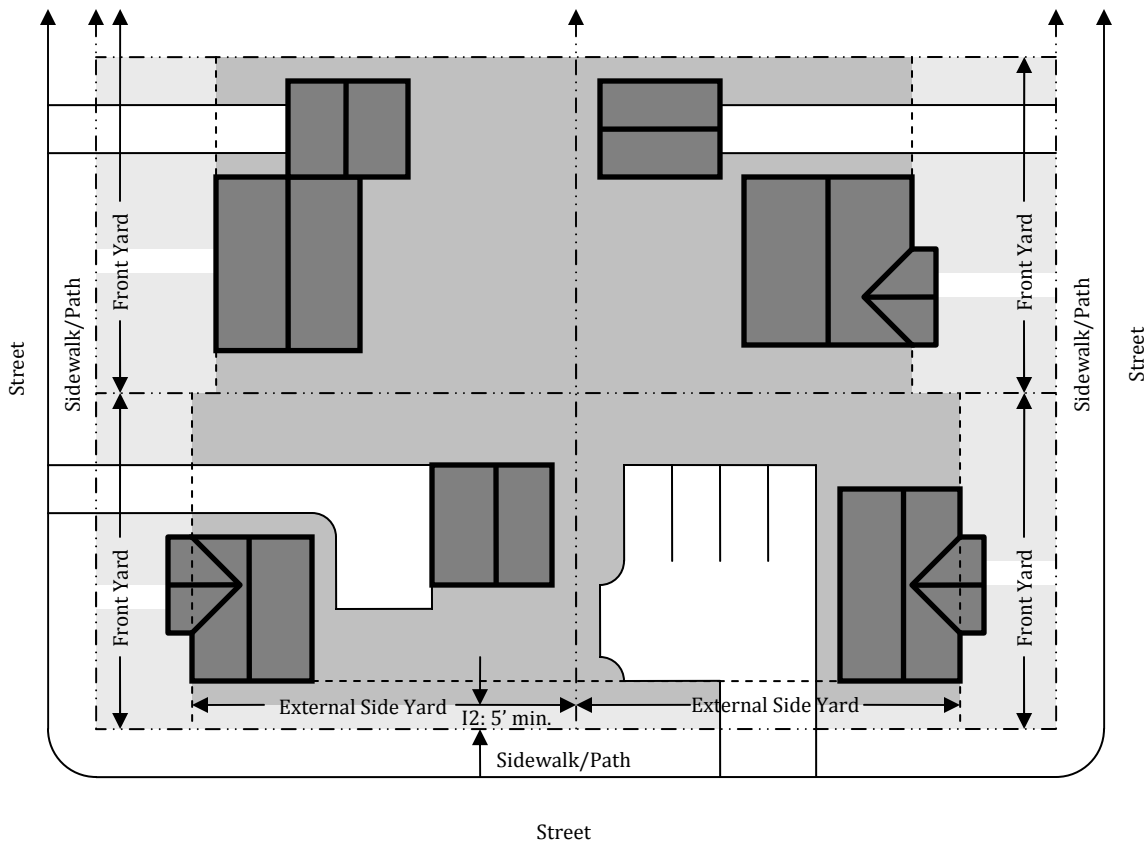 Front Yard
Front Yard
Sidewalk/Path
Sidewalk/Path
Street
Street
Front Yard
Front Yard
External Side Yard
External Side Yard
I2: 5’ min.
Sidewalk/Path
Street